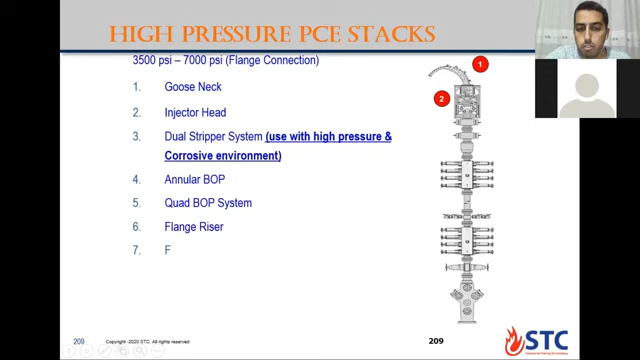 HIGH PRESSURE PCE STACKS
3500 psi – 7000 psi (Flange Connection)
1. Goose Neck
2. Injector Head
3. Dual Stripper System (use with high pressure &
Corrosive environment)
4. Annular BOP
5. Quad BOP System
6. Flange Riser
7. F
1
2
209
Copyright -2020 STC. All rights reserved
209
STC